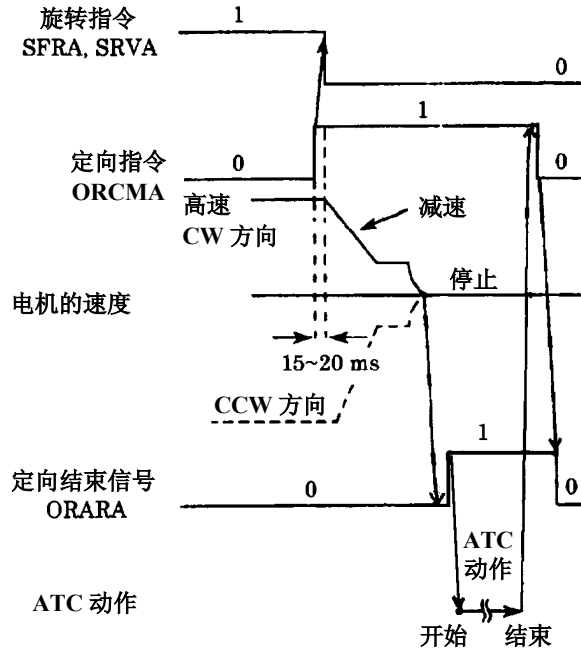 旋转指令
SFRA, SRVA
1
0
1
定向指令
ORCMA
0
0
高速
CW 方向
减速
电机的速度
停止
15~20 ms
CCW 方向
1
定向结束信号
ORARA
0
0
ATC
动作
ATC 动作
开始
结束